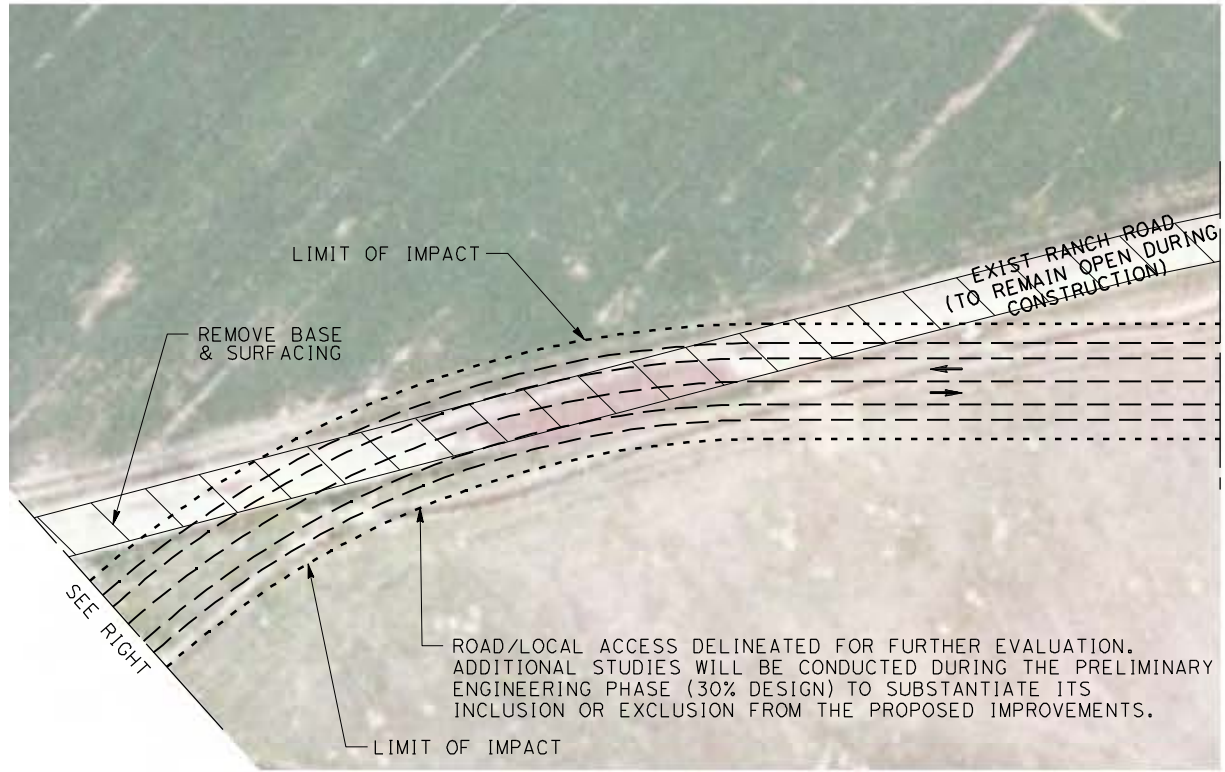 EXIST RANCH ROAD
(TO REMAIN OPEN DURING
CONSTRUCTION)
LIMIT OF IMPACT
REMOVE BASE
& SURFACING
SEE RIGHT
ROAD/LOCAL ACCESS DELINEATED FOR FURTHER EVALUATION.
ADDITIONAL STUDIES WILL BE CONDUCTED DURING THE PRELIMINARY
ENGINEERING PHASE (30% DESIGN) TO SUBSTANTIATE ITS
INCLUSION OR EXCLUSION FROM THE PROPOSED IMPROVEMENTS.
LIMIT OF IMPACT